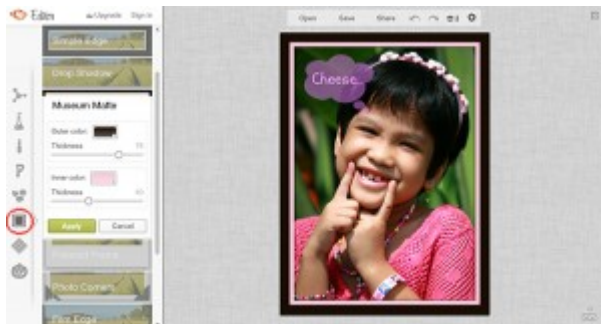 Editor
Upgrade
Sign in
Open
Save
Share
Simple Edge
Drop Shadow
Museum Matte
Outer color:
Thickness
Inner color:
Thickness
Apply
Cancel
Photo Corners
Cheese...